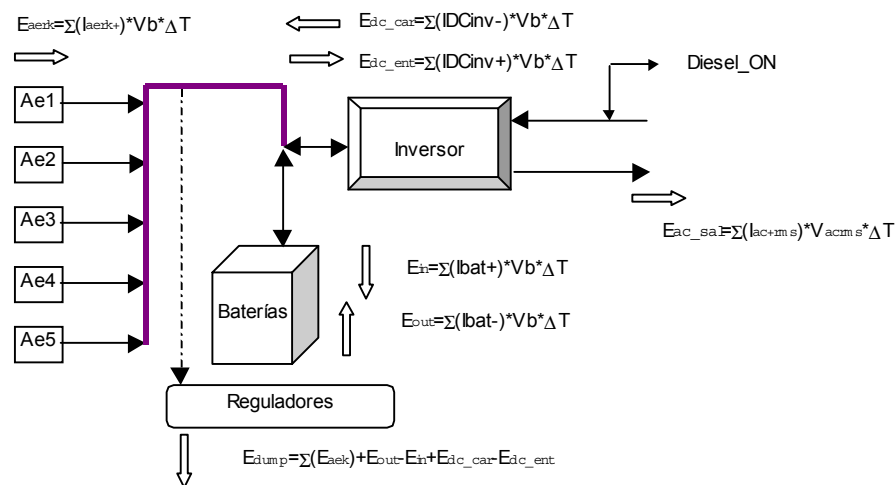 Eaerk=Σ(Iaerk+)*Vb*ΔT
Edc_car=Σ(IDCinv-)*Vb*ΔT
Edc_ent=Σ(IDCinv+)*Vb*ΔT
Diesel_ON
Ae1
Ae2
Ae3
Ae4
Ae5
Inversor
Eac_sal=Σ(Iac+rms)*Vacrms*ΔT
Baterías
Ein=Σ(Ibat+)*Vb*ΔT
Eout=Σ(Ibat-)*Vb*ΔT
Reguladores
Edump=Σ(Eaek)+Eout-Ein+Edc_car-Edc_ent